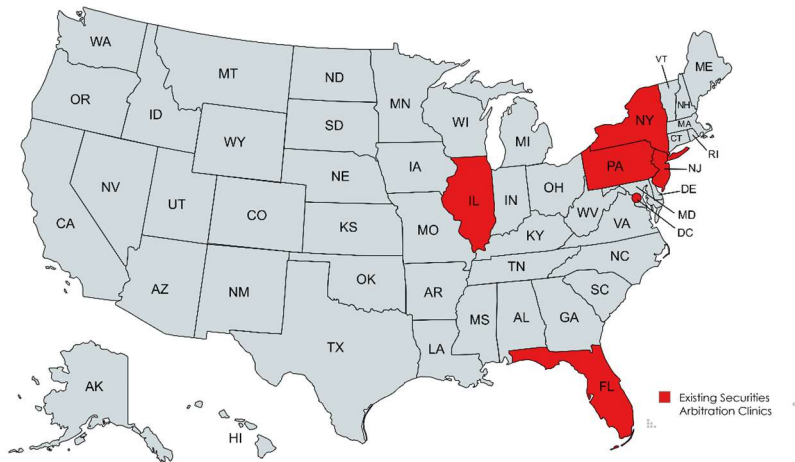 WA
MT
ND
MN
VT
ME
OR
ID
SD
WI
MI
NY
NH
MA
CT
RI
WY
IA
PA
NJ
NV
NE
IL
IN
OH
DE
UT
CO
CA
KS
MO
WV
VA
MD
DC
KY
NC
TN
AZ
NM
OK
AR
SC
MS
AL
GA
TX
LA
FL
AK
HI
Existing Securities
Arbitration Clinics